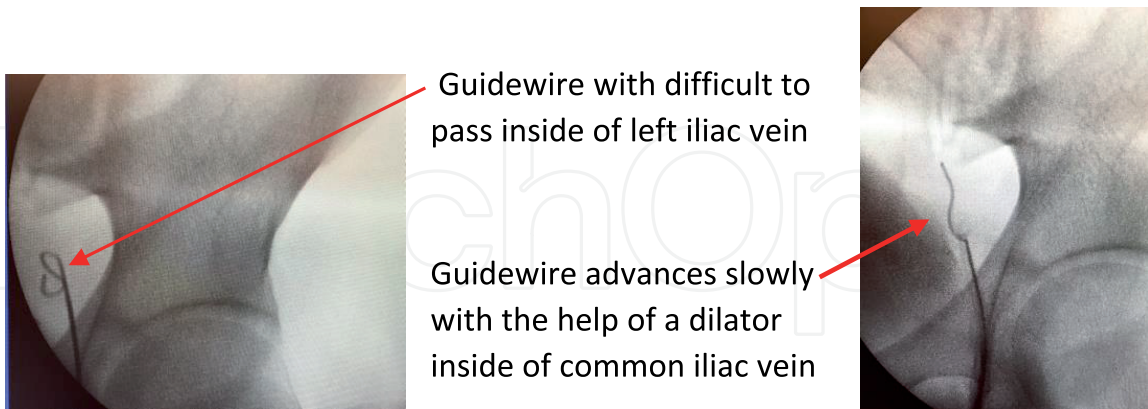 Guidewire with difficult to
pass inside of left iliac vein
Guidewire advances slowly
with the help of a dilator
inside of common iliac vein